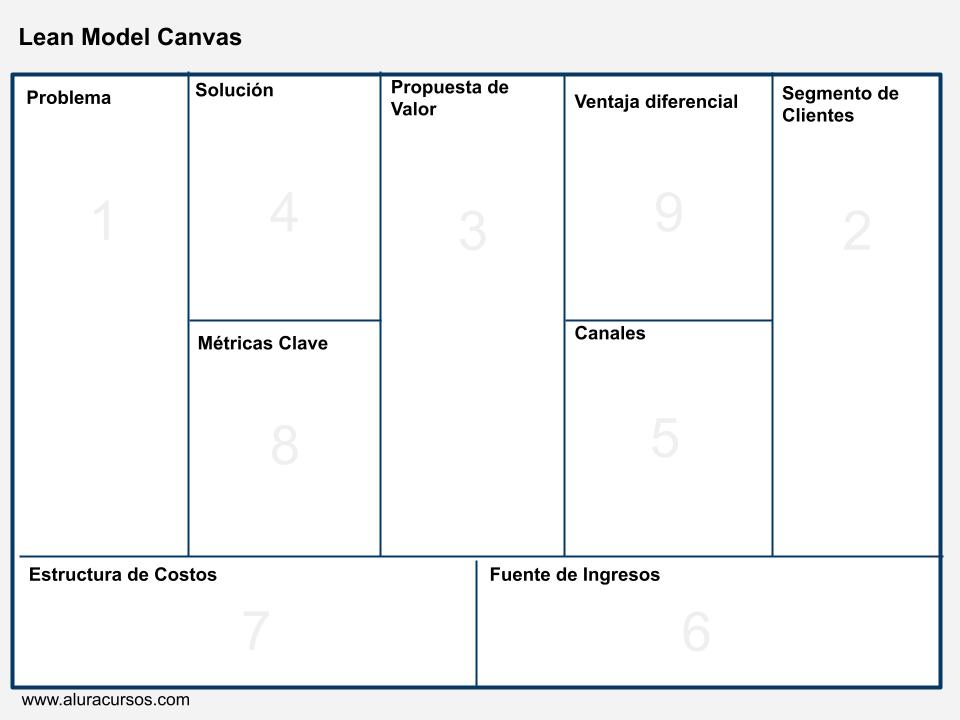 Lean Model Canvas
Problema
1
Solución
4
Métricas Clave
8
Propuesta de
Valor
3
Ventaja diferencial
9
Canales
5
Segmento de
Clientes
2
Estructura de Costos
7
Fuente de Ingresos
6
www.aluracursos.com